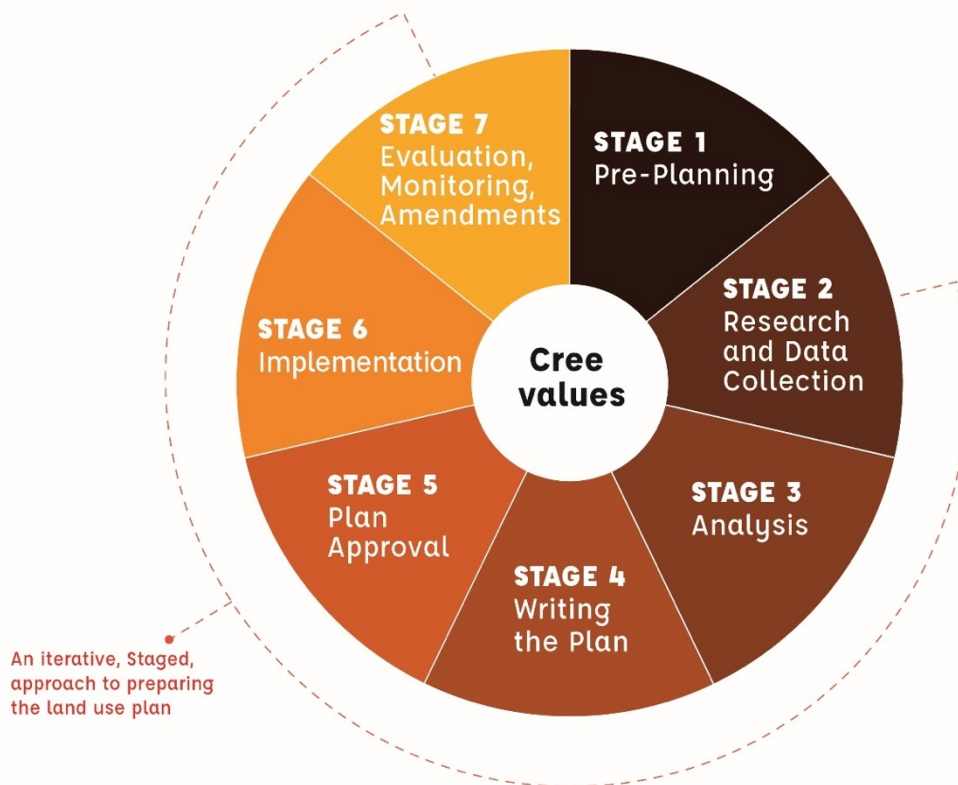 STAGE 1
Pre-Planning
STAGE 2
Research
and Data
Collection
STAGE 3
Analysis
STAGE 4
Writing
the Plan
STAGE 5
Plan
Approval
STAGE 6
Implementation
STAGE 7
Evaluation,
Monitoring,
Amendments
Cree
values
An iterative, Staged,
approach to preparing
the land use plan